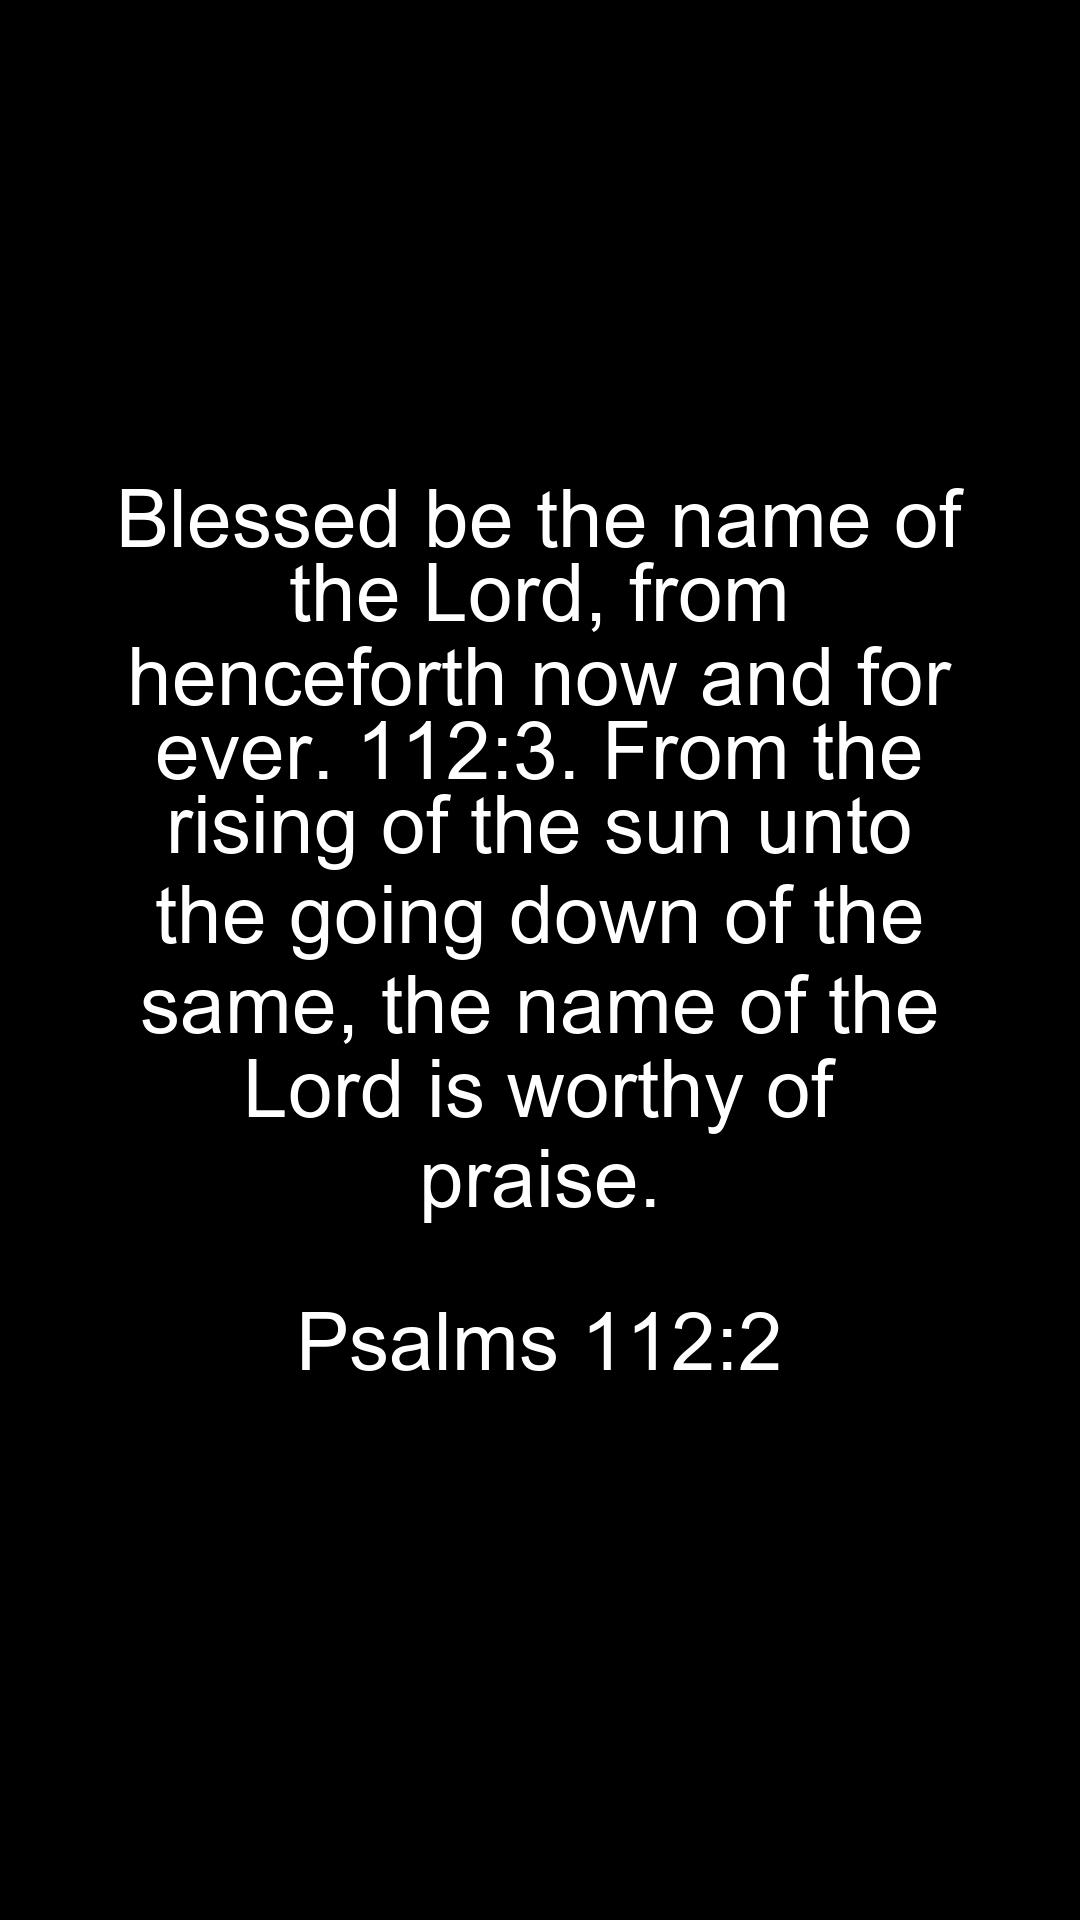 Blessed be the name of
the Lord, from
henceforth now and for
ever. 112:3. From the
rising of the sun unto
the going down of the
same, the name of the
Lord is worthy of
praise.
Psalms 112:2